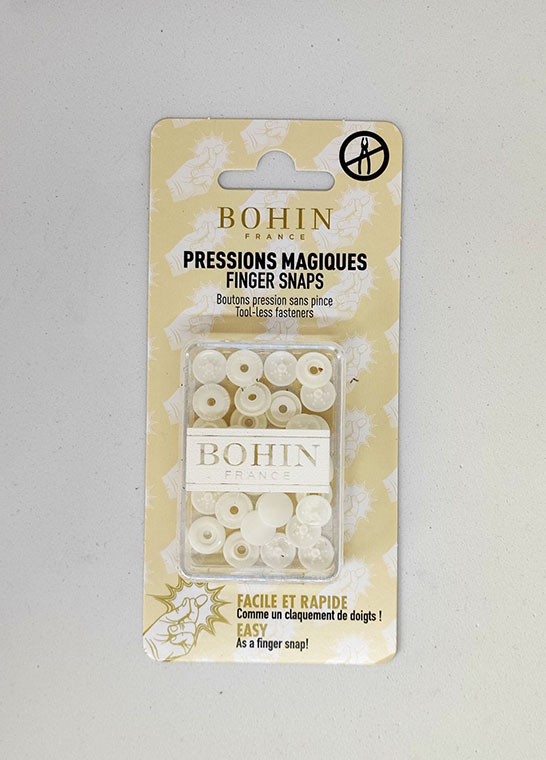 BOHIN
FRANCE
PRESSIONS MAGIQUES
FINGER SNAPS
Boutons pression sans pince
Tool-less fasteners
BOHIN
FRANCE
FACILE ET RAPIDE
Comme un claquement de doigts !
EASY
As a finger snap!